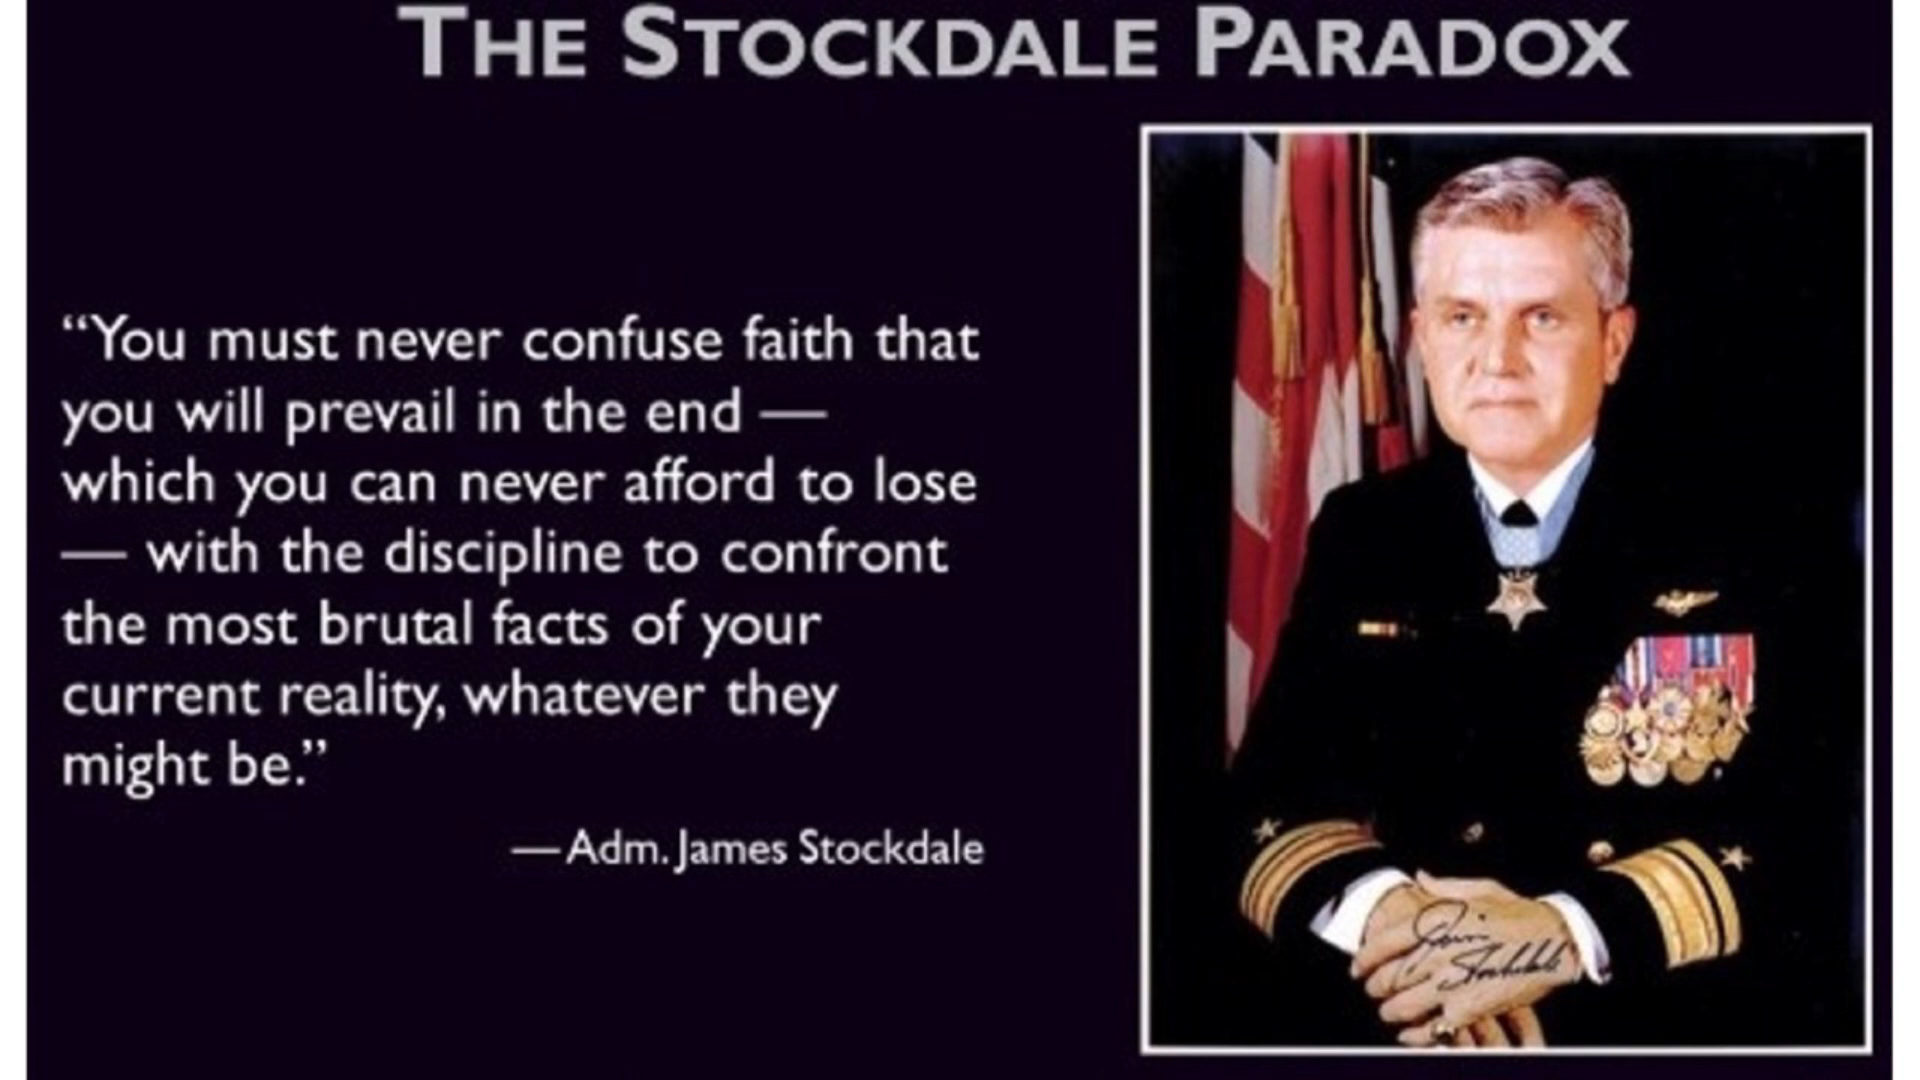 THE STOCKDALE PARADOX
“You must never confuse faith that
you will prevail in the end —
which you can never afford to lose
— with the discipline to confront
the most brutal facts of your
current reality, whatever they
might be.”
—Adm. James Stockdale
Jim
Stockdale